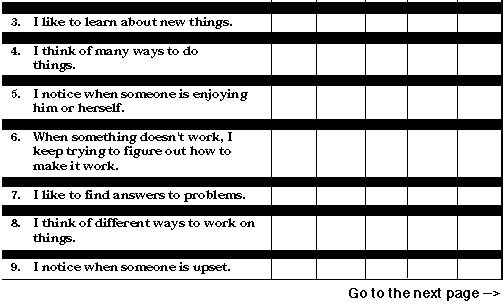 3. I like to learn about new things.
4. I think of many ways to do
things.
5. I notice when someone is enjoying
him or herself.
6. When something doesn't work, I
keep trying to figure out how to
make it work.
7. I like to find answers to problems.
8. I think of different ways to work on
things.
9. I notice when someone is upset.
Go to the next page -->